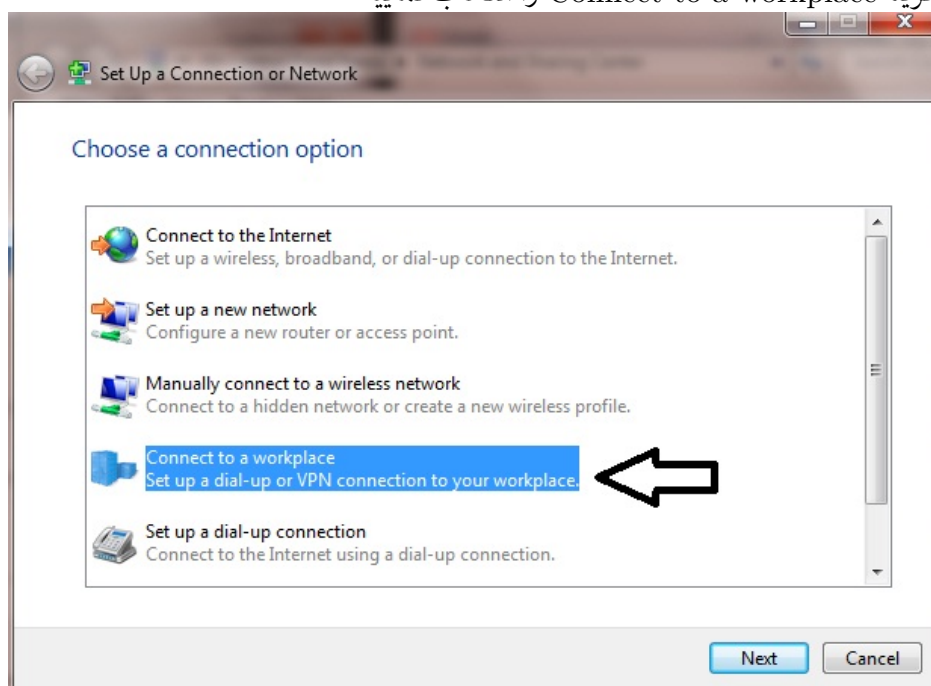 Connect to a workplace
Set Up a Connection or Network
Choose a connection option
Connect to the Internet
Set up a wireless, broadband, or dial-up connection to the Internet.
Set up a new network
Configure a new router or access point.
Manually connect to a wireless network
Connect to a hidden network or create a new wireless profile.
Connect to a workplace
Set up a dial-up or VPN connection to your workplace.
Set up a dial-up connection
Connect to the Internet using a dial-up connection.
Next
Cancel